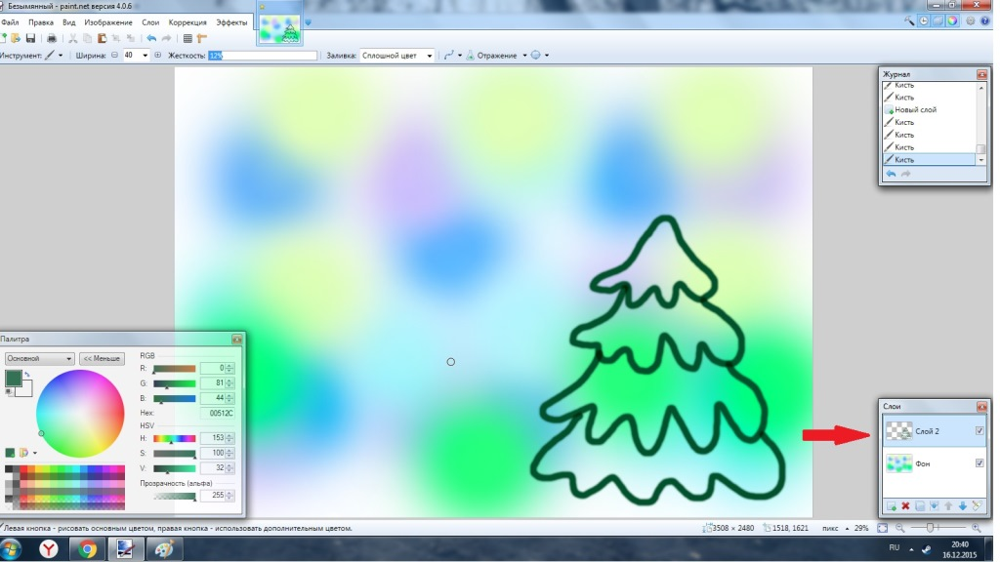 Безымянный - paint.net версия 4.0.6
Файл Правка Вид Изображение Слои Коррекция Эффекты
Инструмент: Ширина: 40 Жесткость: 12% Заливка: Сплошной цвет Отражение
Журнал
Кисть
Кисть
Новый слой
Кисть
Кисть
Кисть
Кисть
Палитра
Основной << Меньше
RGB
R: 0
G: 81
B: 44
Hex: 00512C
HSV
H: 153
S: 100
V: 32
Прозрачность (альфа)
255
Слои
Слой 2
Фон
Левая кнопка - рисовать основным цветом, правая кнопка - использовать дополнительным цветом.
3508 × 2480 1518, 1621 пикс 29%
RU 20:40
16.12.2015